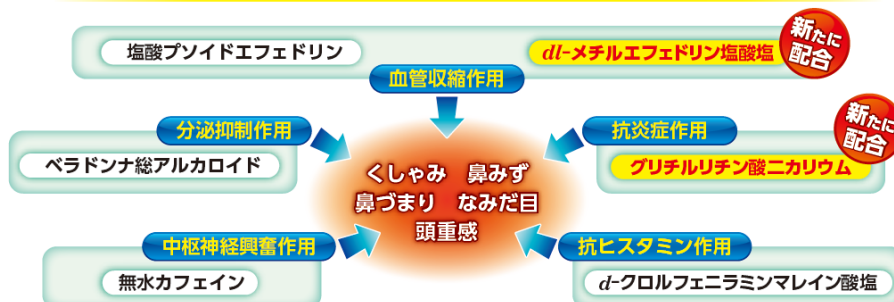 塩酸プソイドエフェドリン
dl-メチルエフェドリン塩酸塩
新たに
配合
血管収縮作用
分泌抑制作用
ベラドンナ総アルカロイド
抗炎症作用
グリチルリチン酸二カリウム
新たに
配合
くしゃみ 鼻みず
鼻づまり なみだ目
頭重感
中枢神経興奮作用
無水カフェイン
抗ヒスタミン作用
d-クロルフェニラミンマレイン酸塩